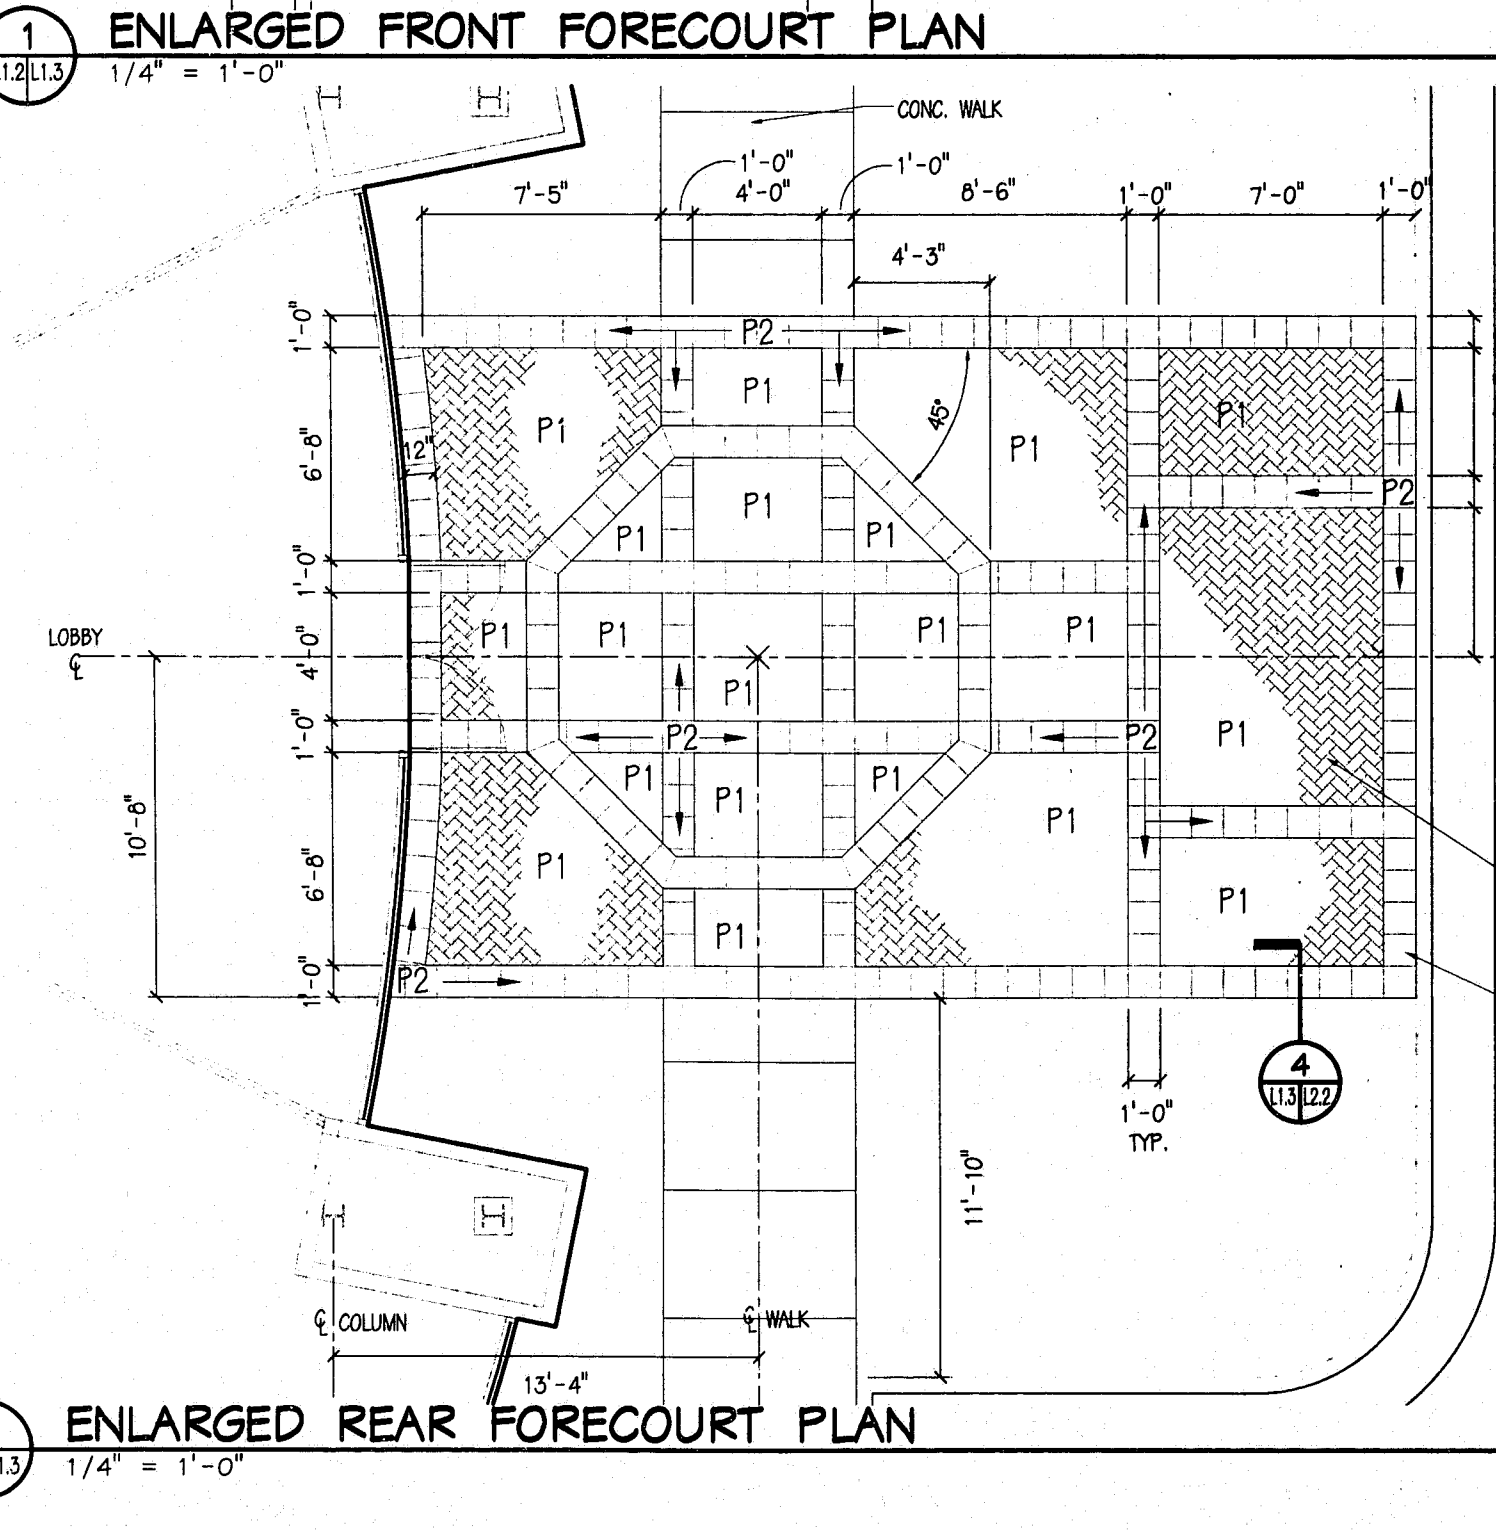 1
L1.2 L1.3
ENLARGED FRONT FORECOURT PLAN
1/4" = 1'-0"
CONC. WALK
1'-0"
1'-0"
7'-5"
4'-0"
8'-6"
1'-0"
7'-0"
1'-0"
4'-3"
1'-0"
P2
P1
P1
45°
P1
P1
6'-8"
12"
P2
P1
P1
P1
1'-0"
LOBBY
℄
4'-0"
P1
P1
P1
P1
P1
1'-0"
P2
P2
P1
P1
P1
P1
P1
10'-8"
6'-8"
P1
P1
P1
1'-0"
P2
4
L1.3 L2.2
1'-0"
TYP.
11'-10"
℄ COLUMN
℄ WALK
13'-4"
ENLARGED REAR FORECOURT PLAN
1/4" = 1'-0"